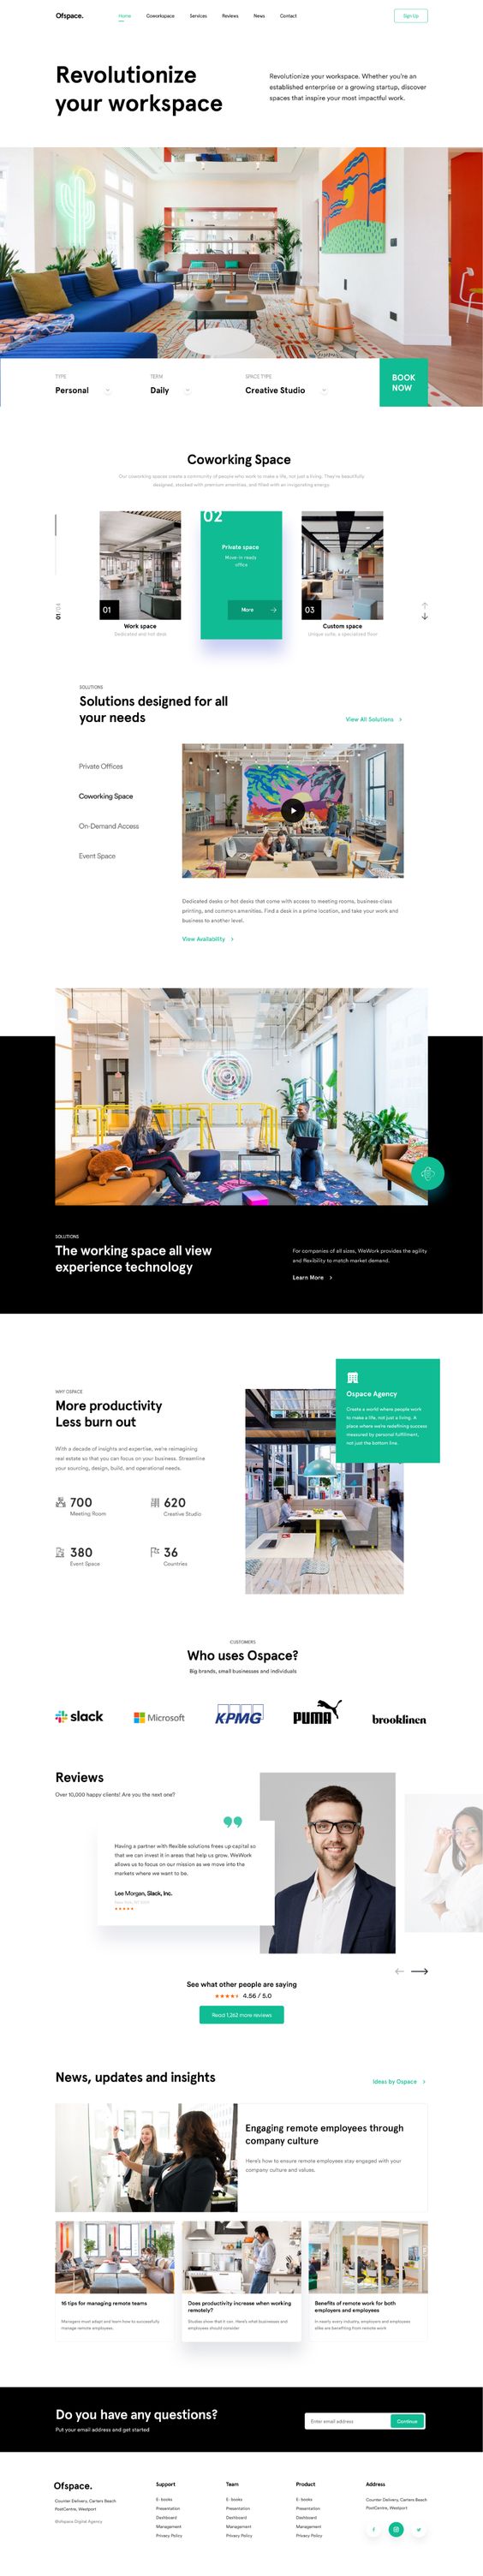 Ofspace.
Home Coworkspace Services Reviews News Contact
Sign Up
Revolutionize
your workspace
Revolutionize your workspace. Whether you're an
established enterprise or a growing startup, discover
spaces that inspire your most impactful work.
TYPE
Personal
TERM
Daily
SPACE TYPE
Creative Studio
BOOK
NOW
Coworking Space
Our coworking spaces create a community of people who work to make a life, not just a living. They're beautifully
designed, stocked with premium amenities, and filled with an invigorating energy.
01/04
01
Work space
Dedicated and hot desk
02
Private space
Move in ready
office
More
03
Custom space
Unique suite, a specialized floor
SOLUTIONS
Solutions designed for all
your needs
View All Solutions
Private Offices
Coworking Space
On-Demand Access
Event Space
Dedicated desks or hot desks that come with access to meeting rooms, business-class
printing, and common amenities. Find a desk in a prime location, and take your work and
business to another level.
View Availability
SOLUTIONS
The working space all view
experience technology
For companies of all sizes, WeWork provides the agility
and flexibility to match market demand.
Learn More
WHY OSPACE
More productivity
Less burn out
With a decade of insights and expertise, we're reimagining
real estate so that you can focus on your business. Streamline
your sourcing, design, build, and operational needs.
700
Meeting Room
620
Creative Studio
380
Event Space
36
Countries
Ospace Agency
Create a world where people work
to make a life, not just a living. A
place where we're redefining success
measured by personal fulfillment,
not just the bottom line.
CUSTOMERS
Who uses Ospace?
Big brands, small businesses and individuals
slack
Microsoft
KPMG
PUMA
brooklinen
Reviews
Over 10,000 happy clients! Are you the next one?
Having a partner with flexible solutions frees up capital so
that we can invest it in areas that help us grow. WeWork
allows us to focus on our mission as we move into the
markets where we want to be.
Lee Morgan, Slack, Inc.
See what other people are saying
4.56 / 5.0
Read 1,262 more reviews
News, updates and insights
Ideas by Ospace
Engaging remote employees through
company culture
Here's how to ensure remote employees stay engaged with your
company culture and values.
16 tips for managing remote teams
Managers must adapt and learn how to successfully
manage remote employees.
Does productivity increase when working
remotely?
Studies show that it can. Here's what businesses and
employees should consider
Benefits of remote work for both
employers and employees
In nearly every industry, employers and employees
alike are benefiting from remote work
Do you have any questions?
Put your email address and get started
Enter email address
Continue
Ofspace.
Counter Delivery, Carters Beach
PostCentre, Westport
©Ofspace Digital Agency
Support
E- books
Presentation
Dashboard
Management
Privacy Policy
Team
E- books
Presentation
Dashboard
Management
Privacy Policy
Product
E- books
Presentation
Dashboard
Management
Privacy Policy
Address
Counter Delivery, Carters Beach
PostCentre, Westport